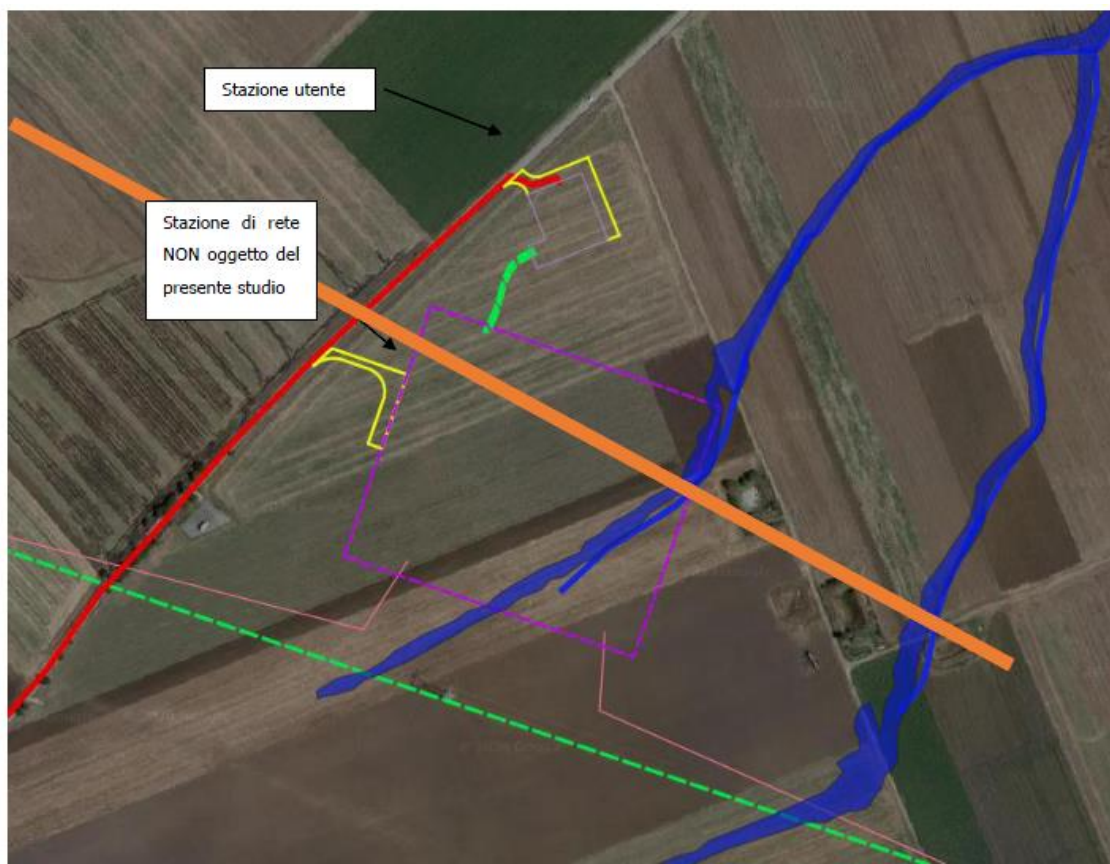 Stazione utente
Stazione di rete
NON oggetto del
presente studio